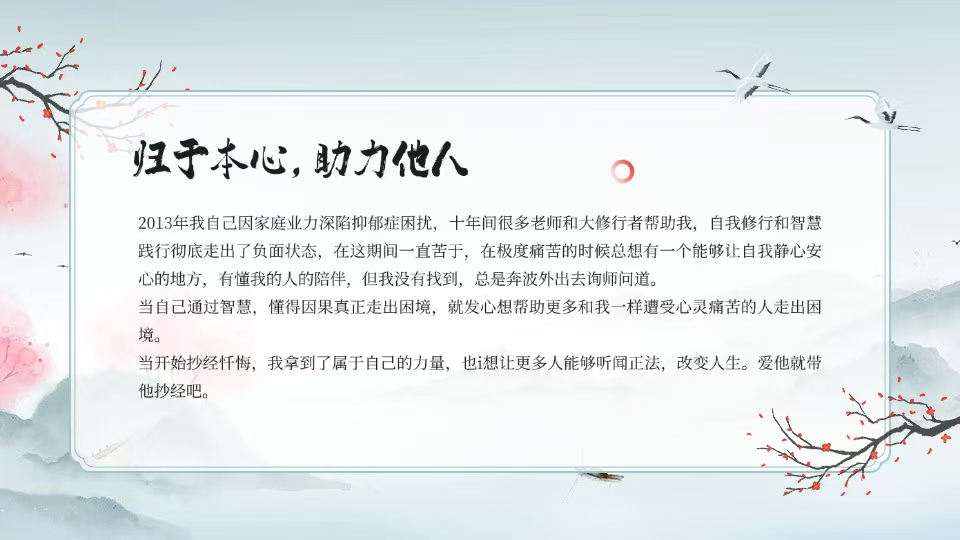 归于本心，助力他人
2013年我自己因家庭业力深陷抑郁症困扰，十年间很多老师和大修行者帮助我，自我修行和智慧
践行彻底走出了负面状态，在这期间一直苦于，在极度痛苦的时候总想有一个能够让自我静心安
心的地方，有懂我的人的陪伴，但我没有找到，总是奔波外出去询师问道。
当自己通过智慧，懂得因果真正走出困境，就发心想帮助更多和我一样遭受心灵痛苦的人走出困
境。
当开始抄经忏悔，我拿到了属于自己的力量，也i想让更多人能够听闻正法，改变人生。爱他就带
他抄经吧。